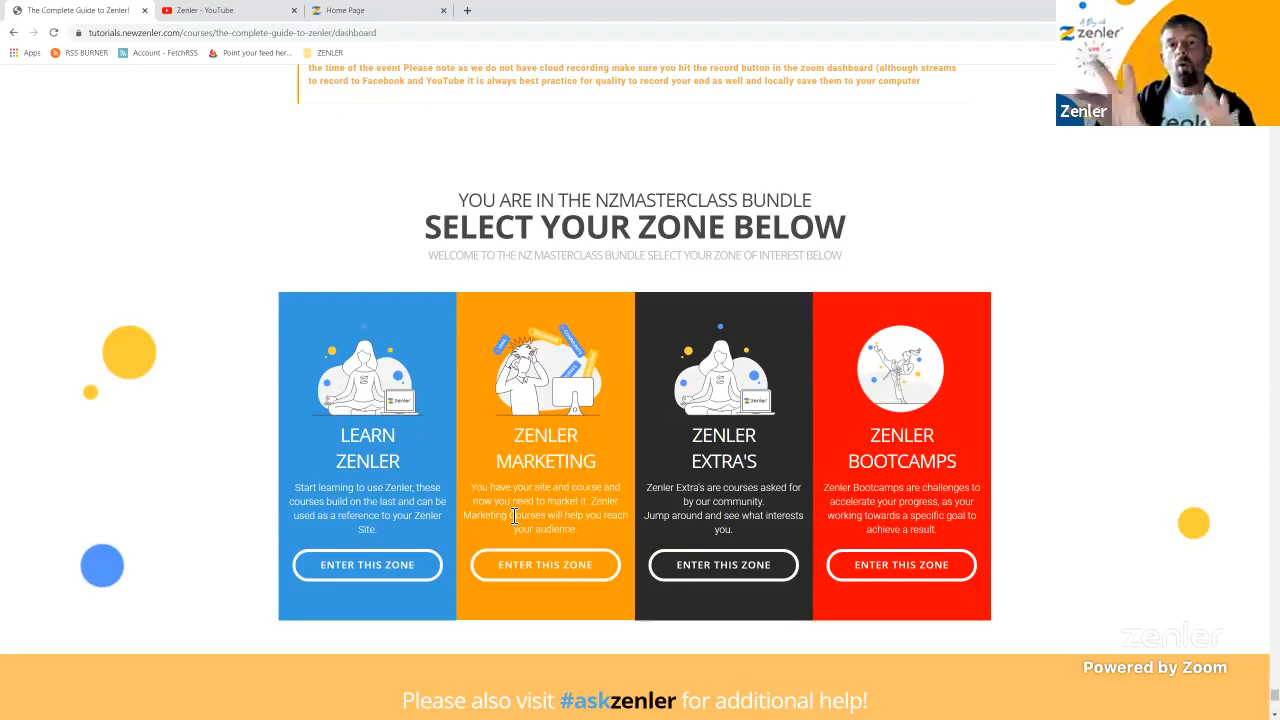 The Complete Guide to Zenler!
Zenler - YouTube
Home Page
tutorials.newzenler.com/courses/the-complete-guide-to-zenler/dashboard
Apps
RSS BURNER
Account - FetchRSS
Point your feed her...
ZENLER
the time of the event Please note as we do not have cloud recording make sure you hit the record button in the zoom dashboard (although streams
to record to Facebook and YouTube it is always best practice for quality to record your end as well and locally save them to your computer
zenler
LIVE
Zenler
YOU ARE IN THE NZMASTERCLASS BUNDLE
SELECT YOUR ZONE BELOW
WELCOME TO THE NZ MASTERCLASS BUNDLE SELECT YOUR ZONE OF INTEREST BELOW
LEARN
ZENLER
Start learning to use Zenler, these
courses build on the last and can be
used as a reference to your Zenler
Site.
ENTER THIS ZONE
ZENLER
MARKETING
You have your site and course and
now you need to market it. Zenler
Marketing courses will help you reach
your audience.
ENTER THIS ZONE
ZENLER
EXTRA'S
Zenler Extra's are courses asked for
by our community.
Jump around and see what interests
you.
ENTER THIS ZONE
ZENLER
BOOTCAMPS
Zenler Bootcamps are challenges to
accelerate your progress, as your
working towards a specific goal to
achieve a result.
ENTER THIS ZONE
zenler
Powered by Zoom
Please also visit #askzenler for additional help!